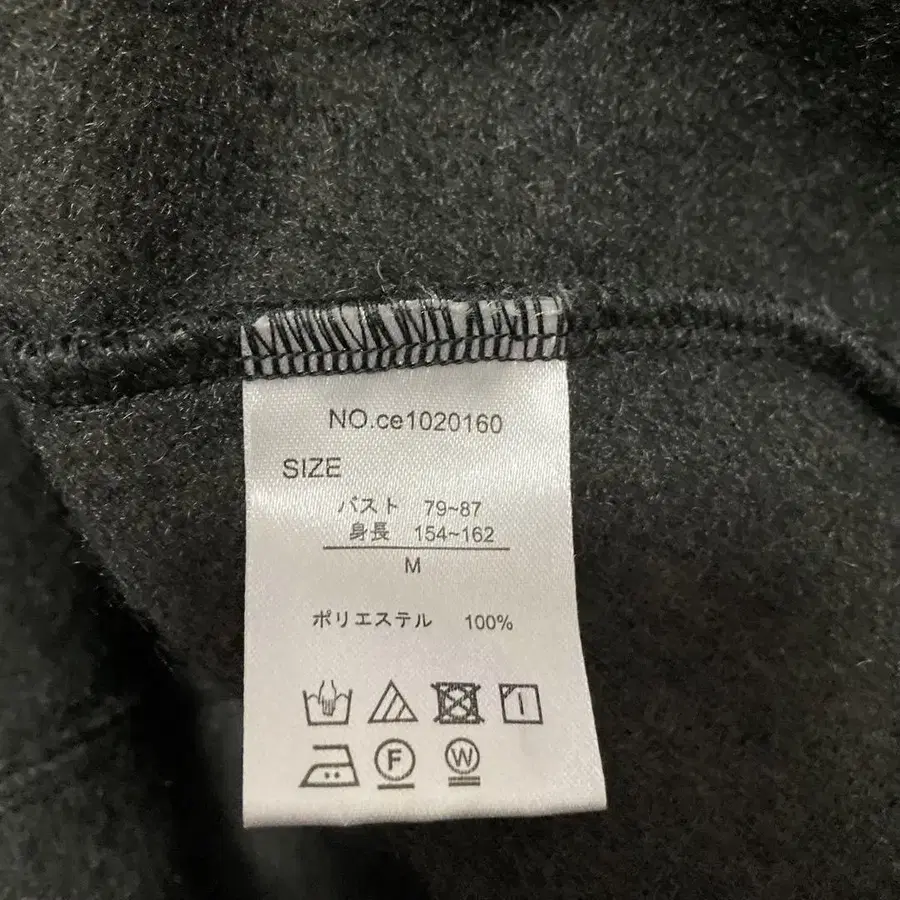 NO.ce1020160
SIZE
バスト 79~87
身長 154~162
M
ポリエステル 100%
F
W